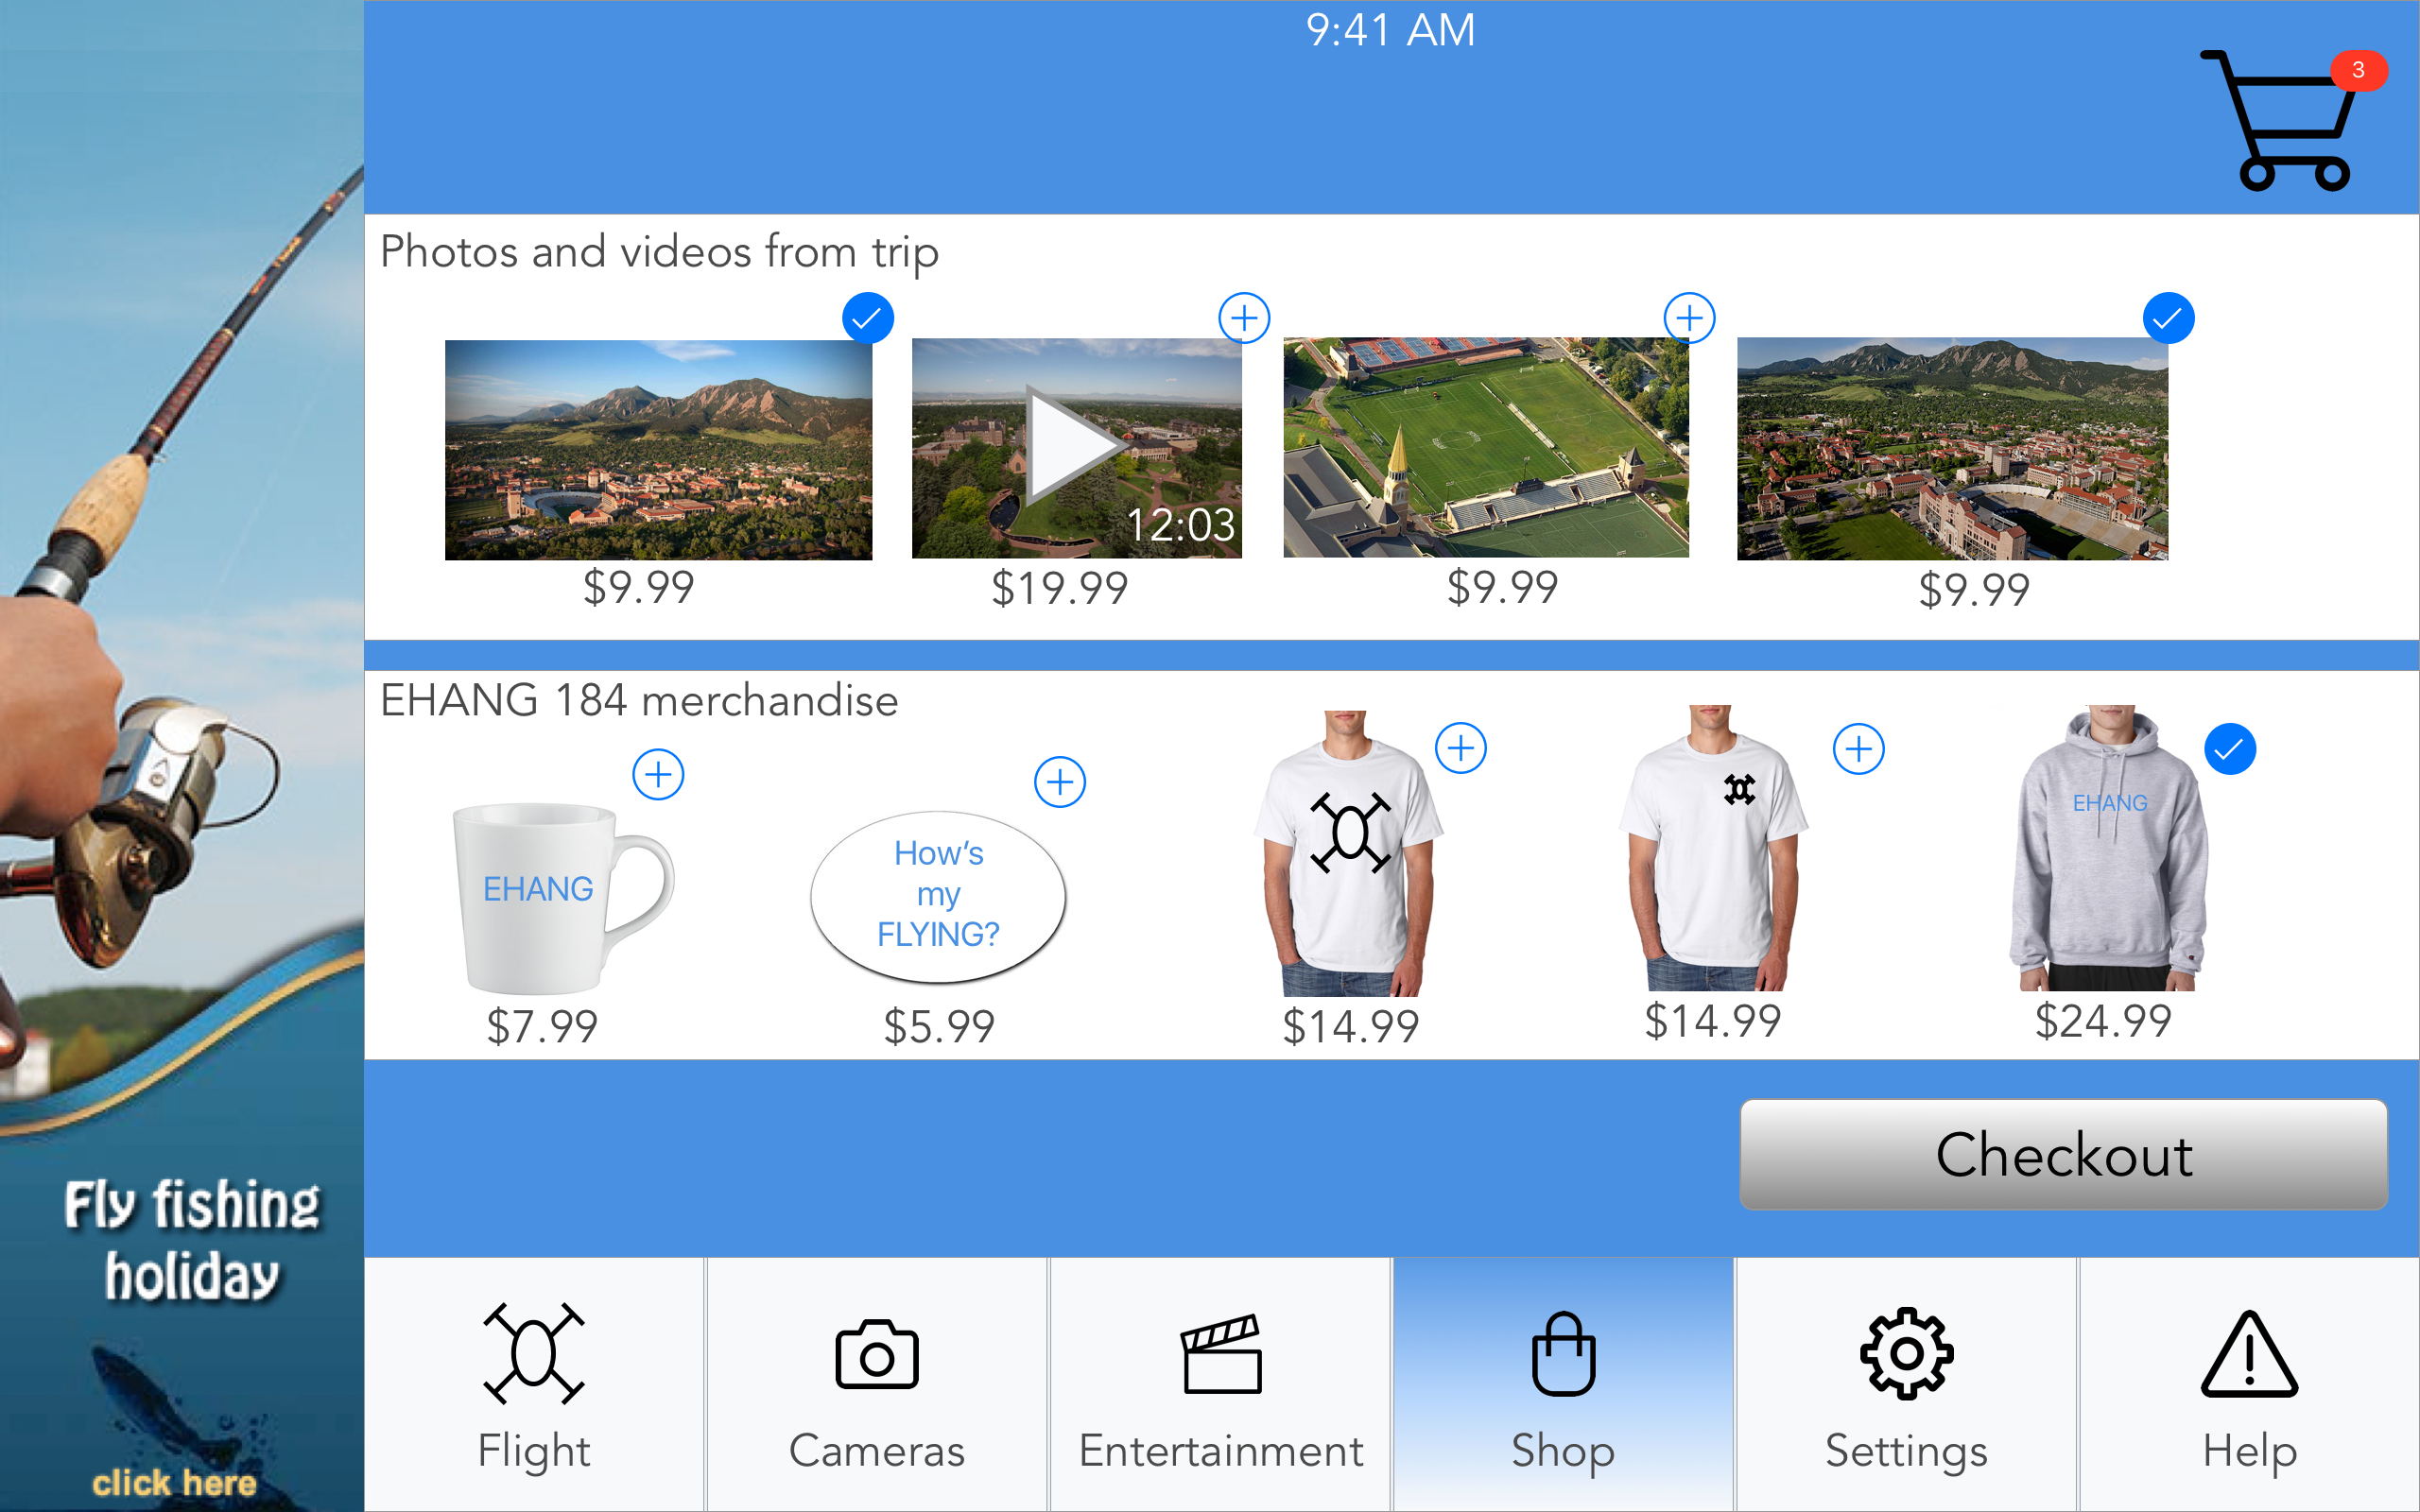 9:41 AM
3
Photos and videos from trip
12:03
$9.99
$19.99
$9.99
$9.99
EHANG 184 merchandise
EHANG
How's
my
FLYING?
EHANG
$7.99
$5.99
$14.99
$14.99
$24.99
Checkout
Fly fishing
holiday
click here
Flight
Cameras
Entertainment
Shop
Settings
Help